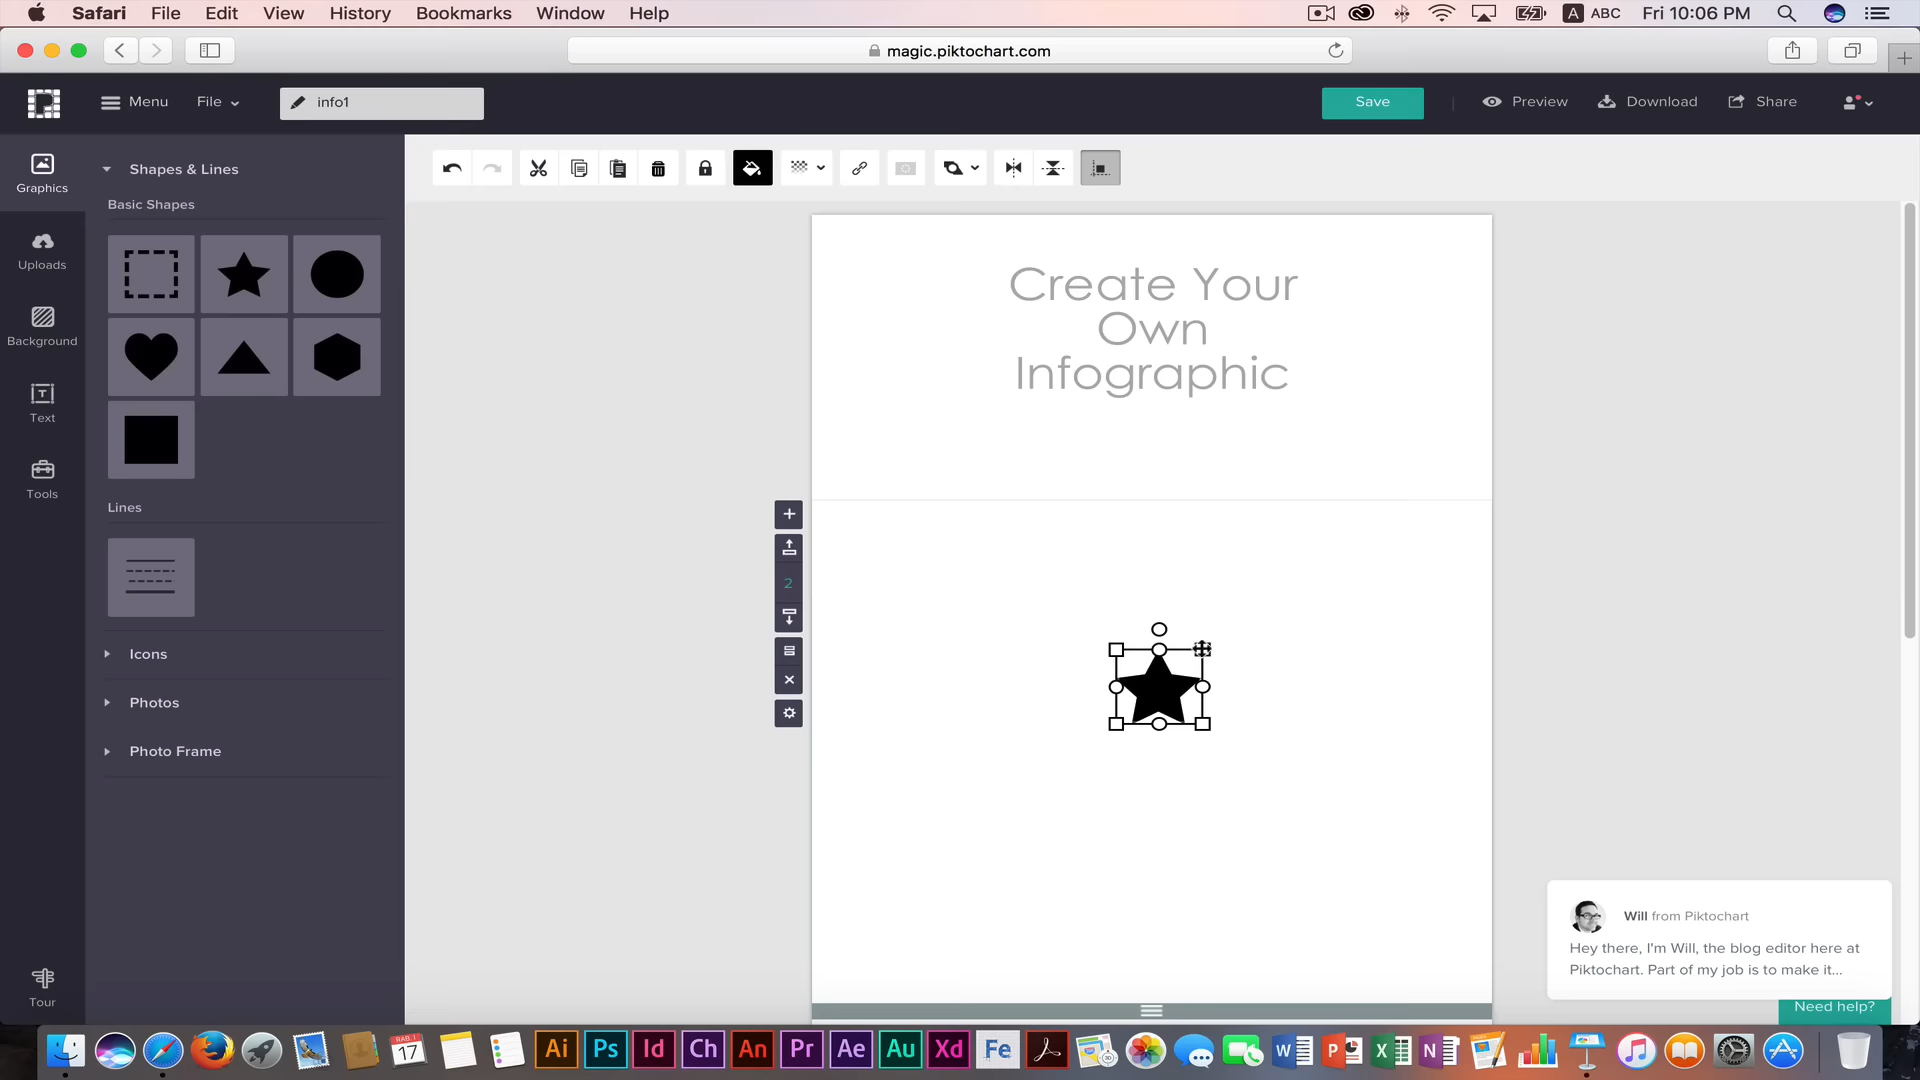 Safari File Edit View History Bookmarks Window Help
A ABC Fri 10:06 PM
magic.piktochart.com
Menu File info1
Save Preview Download Share
Graphics
Uploads
Background
Text
Tools
Tour
Shapes & Lines
Basic Shapes
Lines
Icons
Photos
Photo Frame
Create Your
Own
Infographic
2
Will from Piktochart
Hey there, I'm Will, the blog editor here at
Piktochart. Part of my job is to make it...
Need help?
17
Ai Ps Id Ch An Pr Ae Au Xd Fe
W P X N